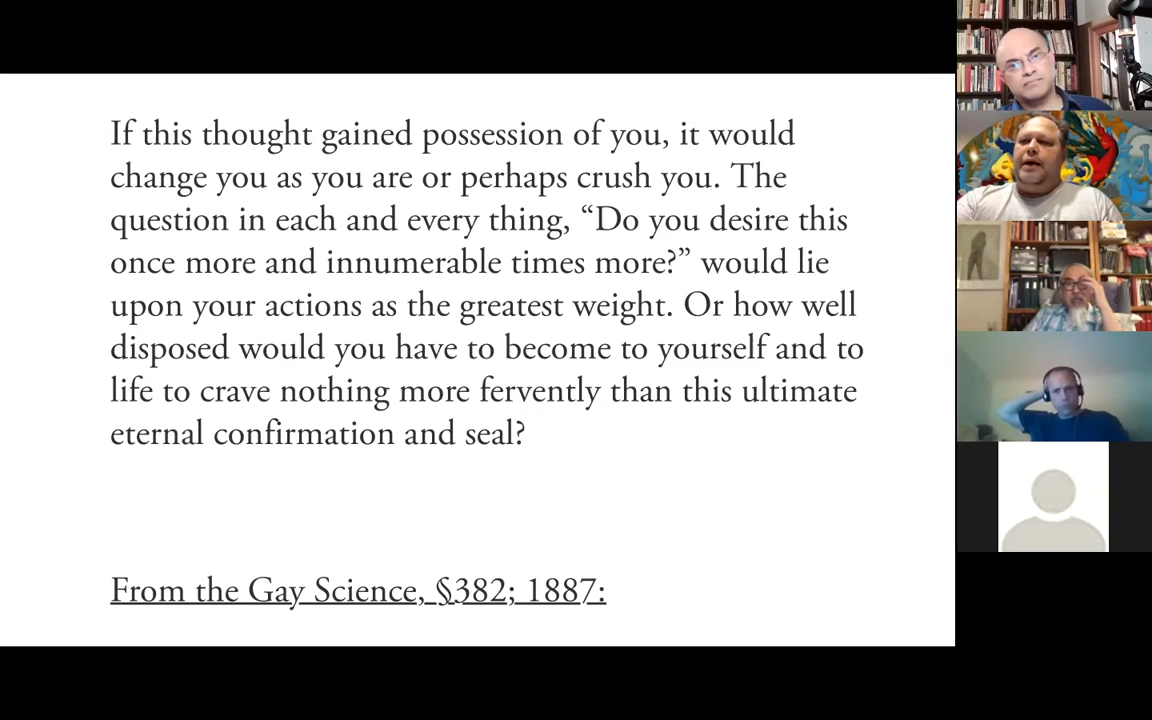 If this thought gained possession of you, it would
change you as you are or perhaps crush you. The
question in each and every thing, “Do you desire this
once more and innumerable times more?” would lie
upon your actions as the greatest weight. Or how well
disposed would you have to become to yourself and to
life to crave nothing more fervently than this ultimate
eternal confirmation and seal?
From the Gay Science, §382; 1887: